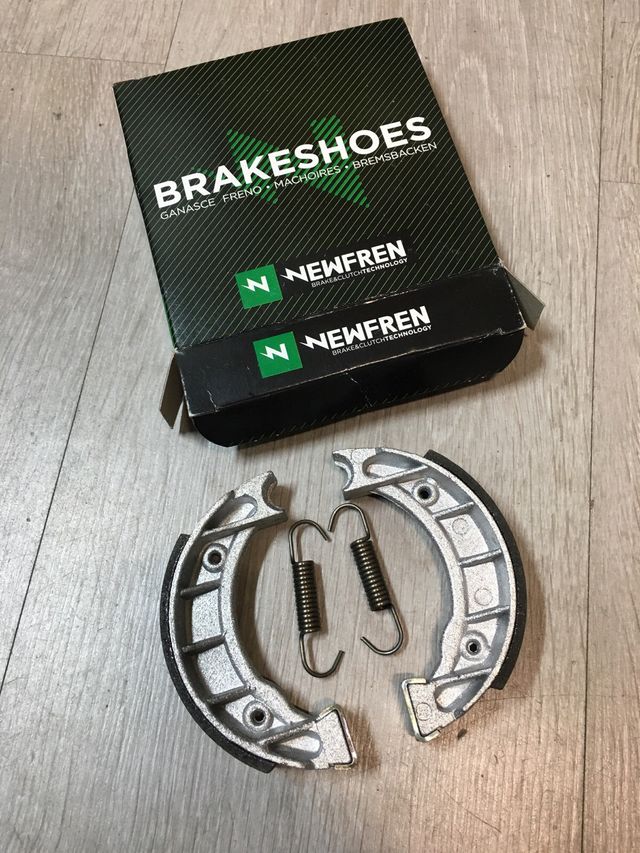 BRAKESHOES
GANASCE FRENO • MACHOIRES • BREMSBACKEN
N NEWFREN
BRAKE&CLUTCHTECHNOLOGY
N NEWFREN
BRAKE&CLUTCHTECHNOLOGY